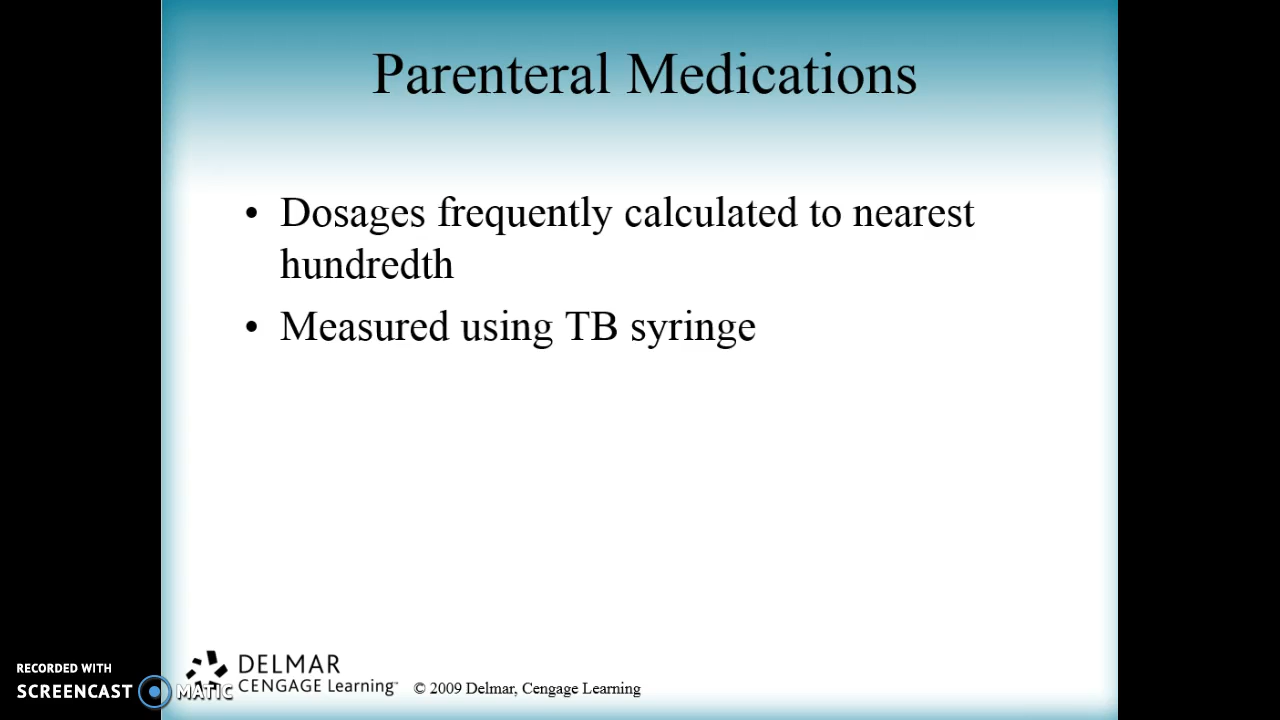 Parenteral Medications
• Dosages frequently calculated to nearest
hundredth
• Measured using TB syringe
RECORDED WITH
SCREENCAST MATIC
DELMAR
CENGAGE Learning™
© 2009 Delmar, Cengage Learning